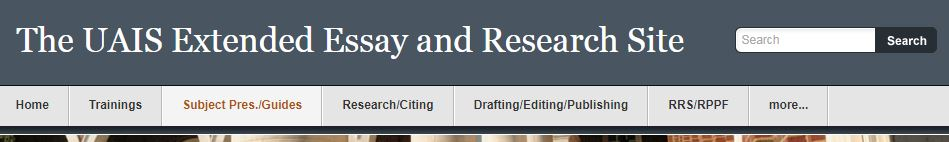 The UAIS Extended Essay and Research Site
Search Search
Home Trainings Subject Pres./Guides Research/Citing Drafting/Editing/Publishing RRS/RPPF more...